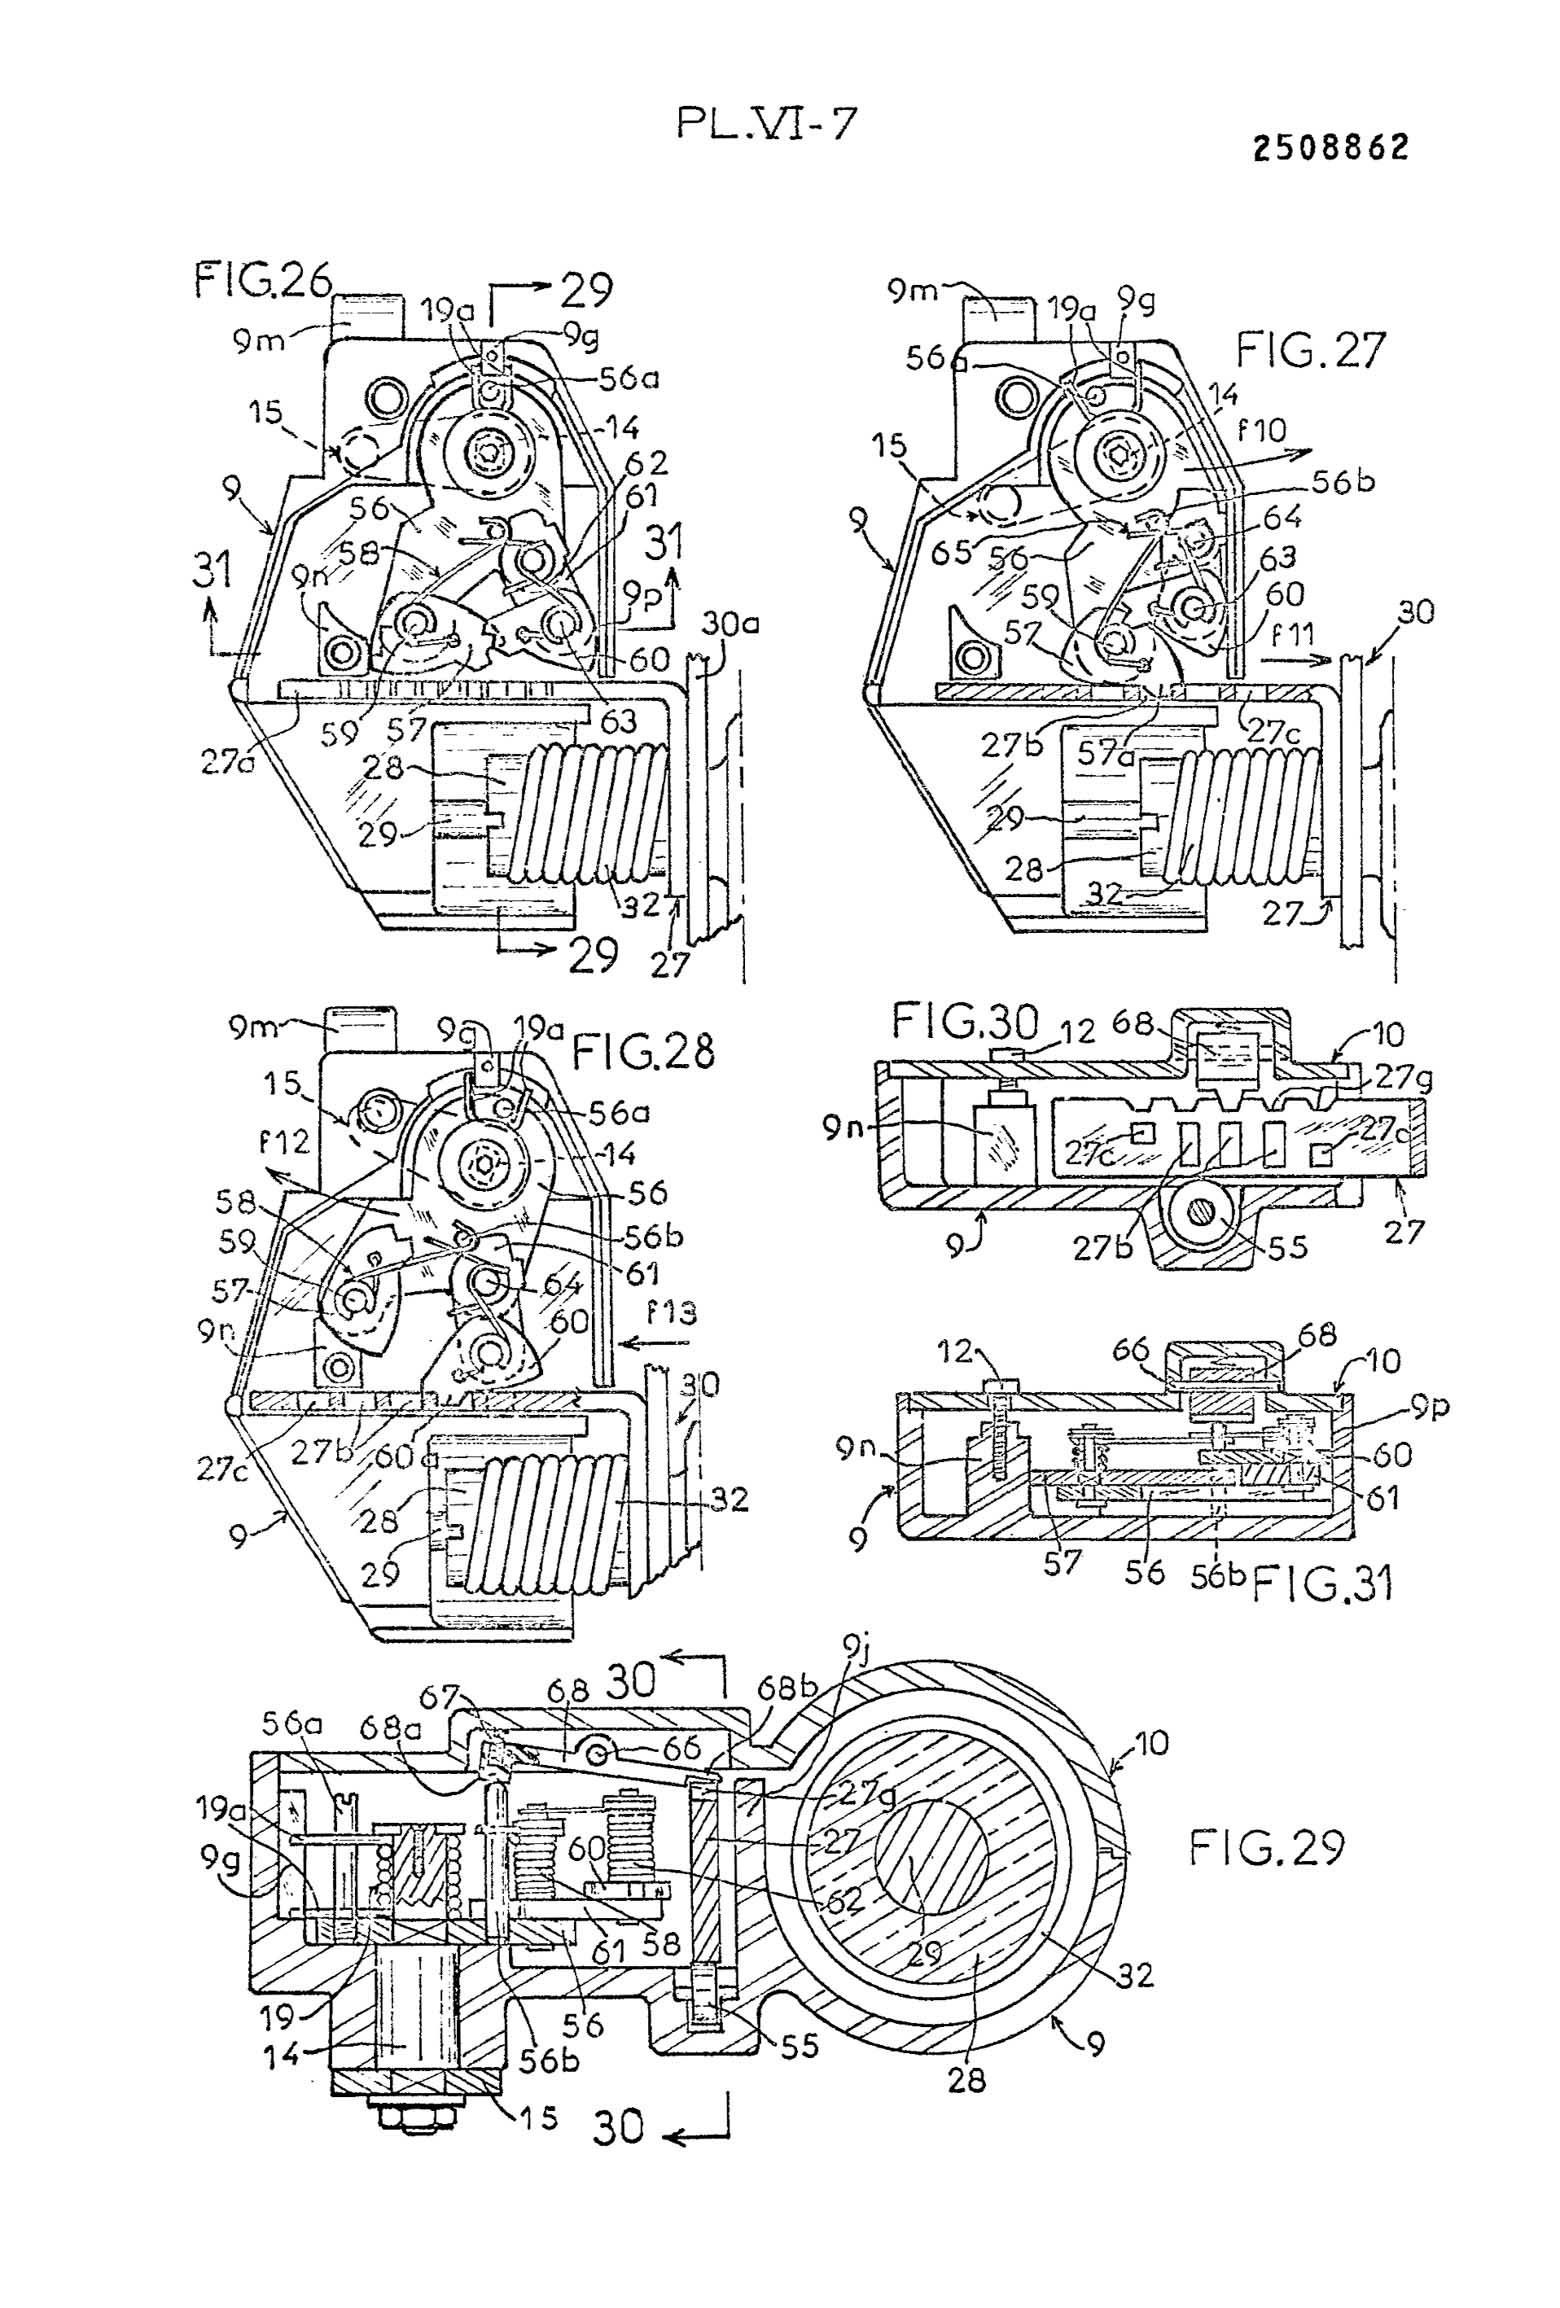 PL.VI-7
2508862
FIG.26
29
9m
19a
9g
56a
15
14
9
62
56
61
58
31
31
9n
9p
30a
60
59
57
63
27a
28
29
32
29
27
9m
19a
9g
FIG.27
56a
14
15
f10
56b
9
64
65
56
63
59
60
57
f11
30
27b
57a
27c
29
28
32
27
9m
9g
19a
FIG.28
15
56a
f12
14
58
56
59
56b
57
61
64
9n
f13
60
30
27b
60a
27c
28
32
9
29
FIG.30
12
68
10
27g
9n
27c
27c
9
27b
55
27
12
66
68
10
9p
9n
60
9
61
57
56
56b
FIG.31
30
9j
67
68
68b
56a
68a
66
10
19a
27g
27
FIG.29
9g
60
62
61
58
29
32
19
56
14
56b
55
9
28
15
30